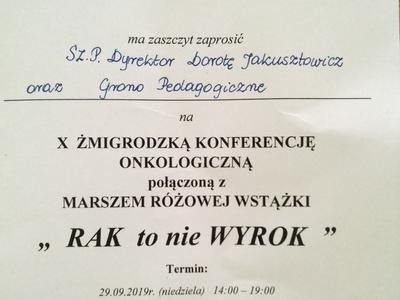 ma zaszczyt zaprosić
Sz.P. Dyrektor Dorotę Jakusztowicz
oraz Grono Pedagogiczne
na
X ŻMIGRODZKĄ KONFERENCJĘ
ONKOLOGICZNĄ
połączoną z
MARSZEM RÓŻOWEJ WSTĄŻKI
„ RAK to nie WYROK ”
Termin:
29.09.2019r. (niedziela) 14:00 – 19:00